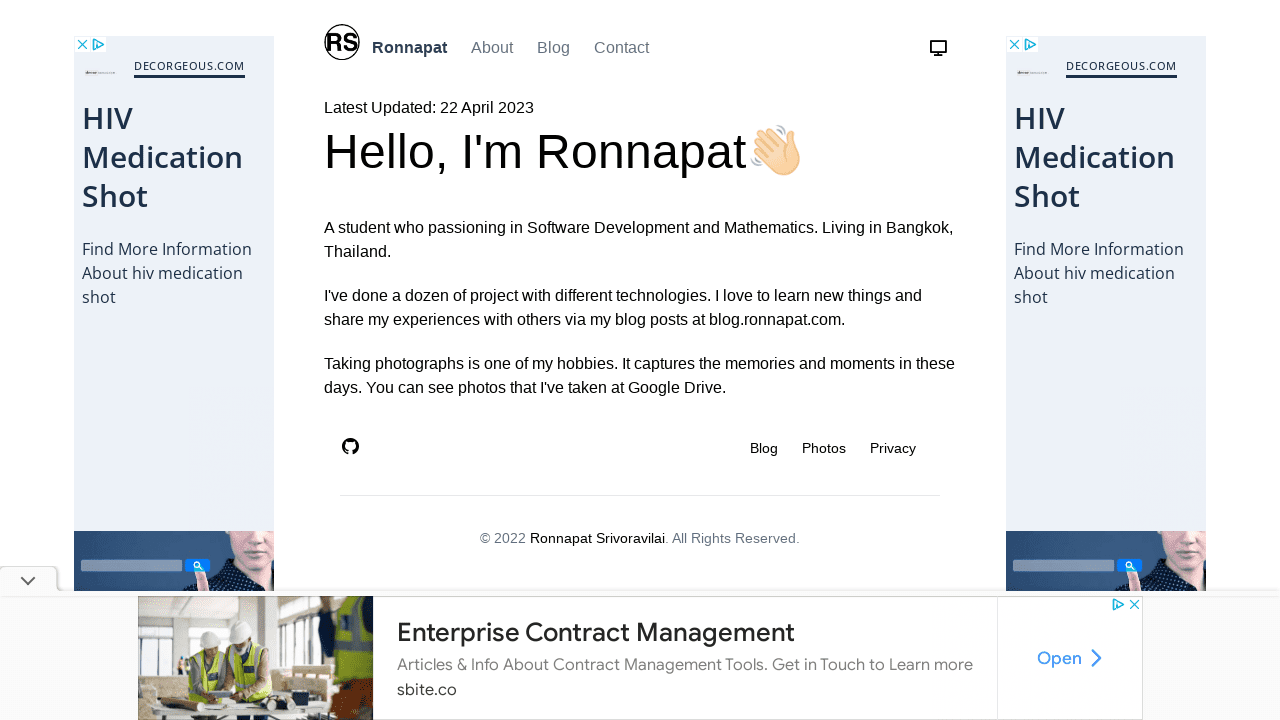 RS Ronnapat About Blog Contact
DECORGEOUS.COM
HIV
Medication
Shot
Find More Information
About hiv medication
shot
Latest Updated: 22 April 2023
Hello, I'm Ronnapat👋🏻
A student who passioning in Software Development and Mathematics. Living in Bangkok,
Thailand.
I've done a dozen of project with different technologies. I love to learn new things and
share my experiences with others via my blog posts at blog.ronnapat.com.
Taking photographs is one of my hobbies. It captures the memories and moments in these
days. You can see photos that I've taken at Google Drive.
Blog Photos Privacy
© 2022 Ronnapat Srivoravilai. All Rights Reserved.
DECORGEOUS.COM
HIV
Medication
Shot
Find More Information
About hiv medication
shot
Enterprise Contract Management
Articles & Info About Contract Management Tools. Get in Touch to Learn more
sbite.co
Open